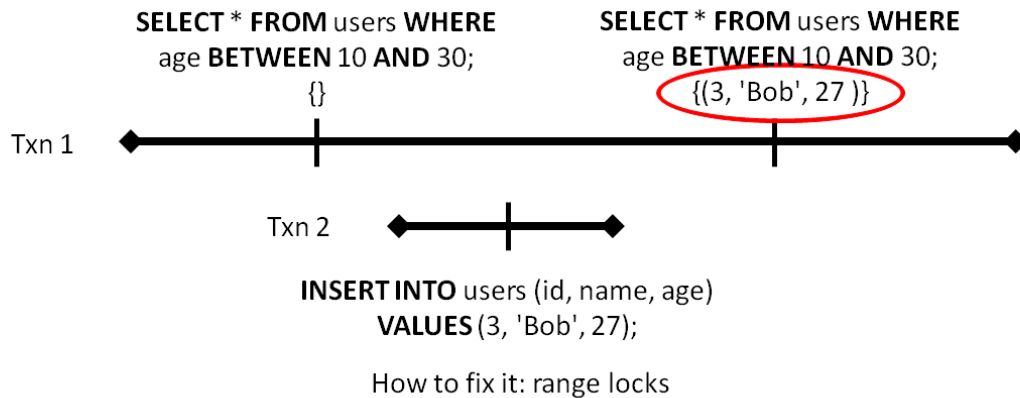 SELECT * FROM users WHERE
age BETWEEN 10 AND 30;
{}
SELECT * FROM users WHERE
age BETWEEN 10 AND 30;
{(3, 'Bob', 27 )}
Txn 1
Txn 2
INSERT INTO users (id, name, age)
VALUES (3, 'Bob', 27);
How to fix it: range locks